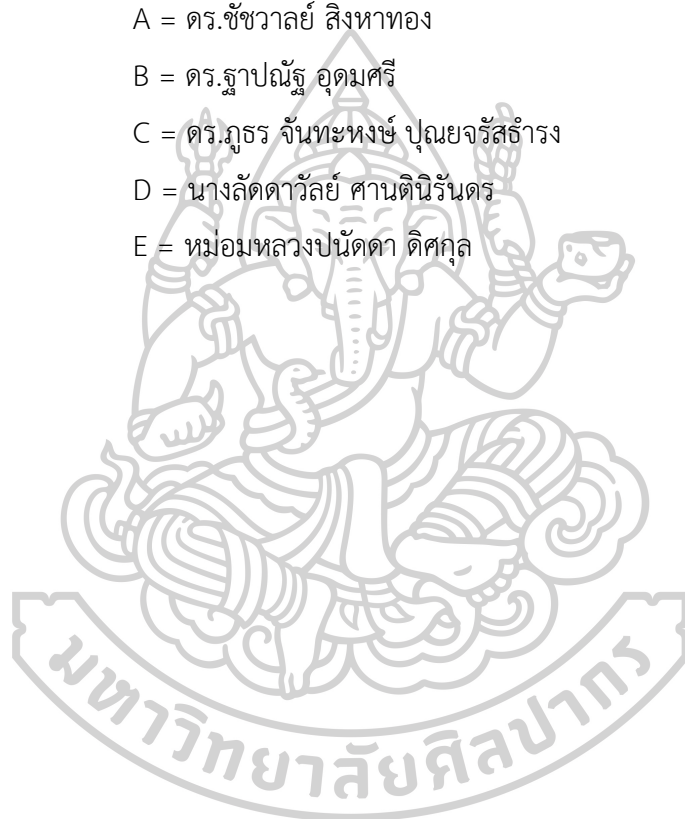 A = ดร.ชัชวาลย์ สิงหาทอง
B = ดร.ฐาปณัฐ อุดมศรี
C = ดร.ภูธร จันทะหงษ์ ปุณยจรัสธำรง
D = นางลัดดาวัลย์ ศานตินิรันดร
E = หม่อมหลวงปนัดดา ดิศกุล
มหาวิทยาลัยศิลปากร